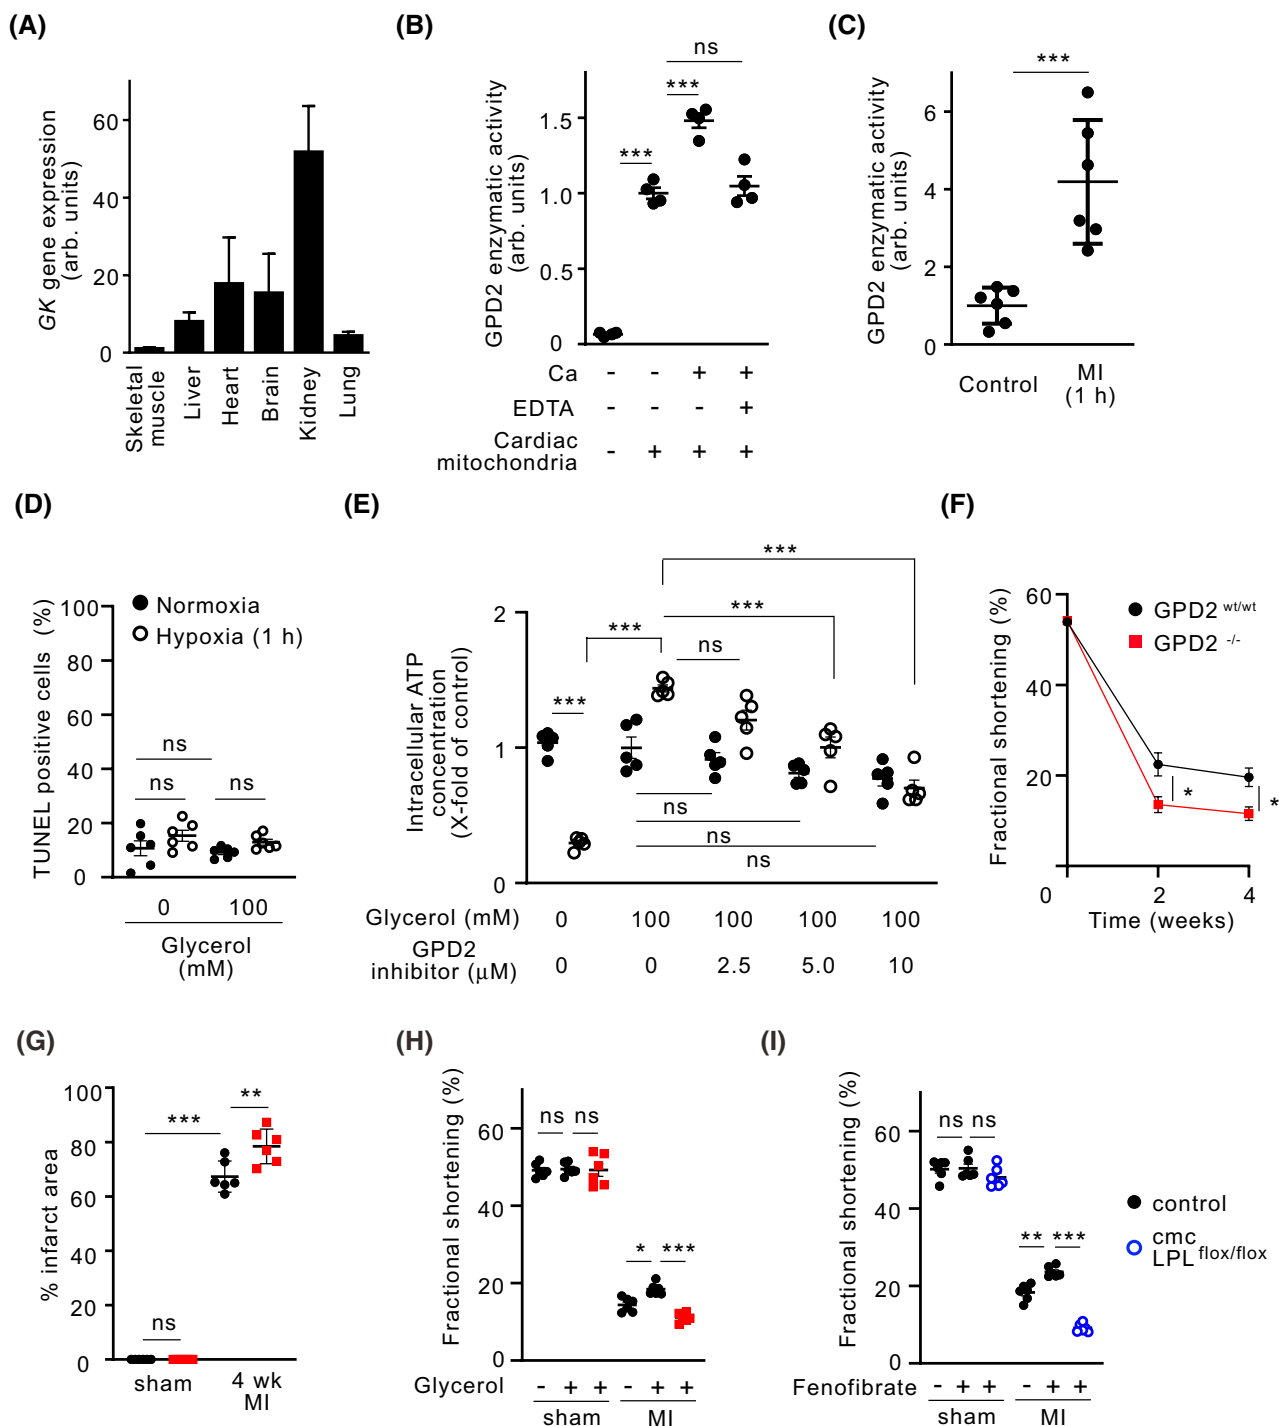 (A)
GK gene expression
(arb. units)
60
40
20
0
Skeletal
muscle
Liver
Heart
Brain
Kidney
Lung
(B)
GPD2 enzymatic activity
(arb. units)
1.5
1.0
0.5
0
***
***
ns
Ca - - + +
EDTA - - - +
Cardiac
mitochondria - + + +
(C)
GPD2 enzymatic activity
(arb. units)
6
4
2
0
***
Control
MI
(1 h)
(D)
TUNEL positive cells (%)
100
80
60
40
20
0
Normoxia
Hypoxia (1 h)
ns
ns
ns
0 100
Glycerol
(mM)
(E)
Intracellular ATP
concentration
(X-fold of control)
2
1
0
***
***
***
***
ns
ns
ns
ns
Glycerol (mM) 0 100 100 100 100
GPD2
inhibitor (μM) 0 0 2.5 5.0 10
(F)
Fractional shortening (%)
60
40
20
0
GPD2 wt/wt
GPD2 -/-
*
*
2 4
Time (weeks)
(G)
% infarct area
100
80
60
40
20
0
***
**
ns
sham
4 wk
MI
(H)
Fractional shortening (%)
60
40
20
0
ns ns
* ***
Glycerol - + + - + +
sham MI
(I)
Fractional shortening (%)
60
40
20
0
ns ns
** ***
Fenofibrate - + + - + +
sham MI
control
cmc
LPL flox/flox